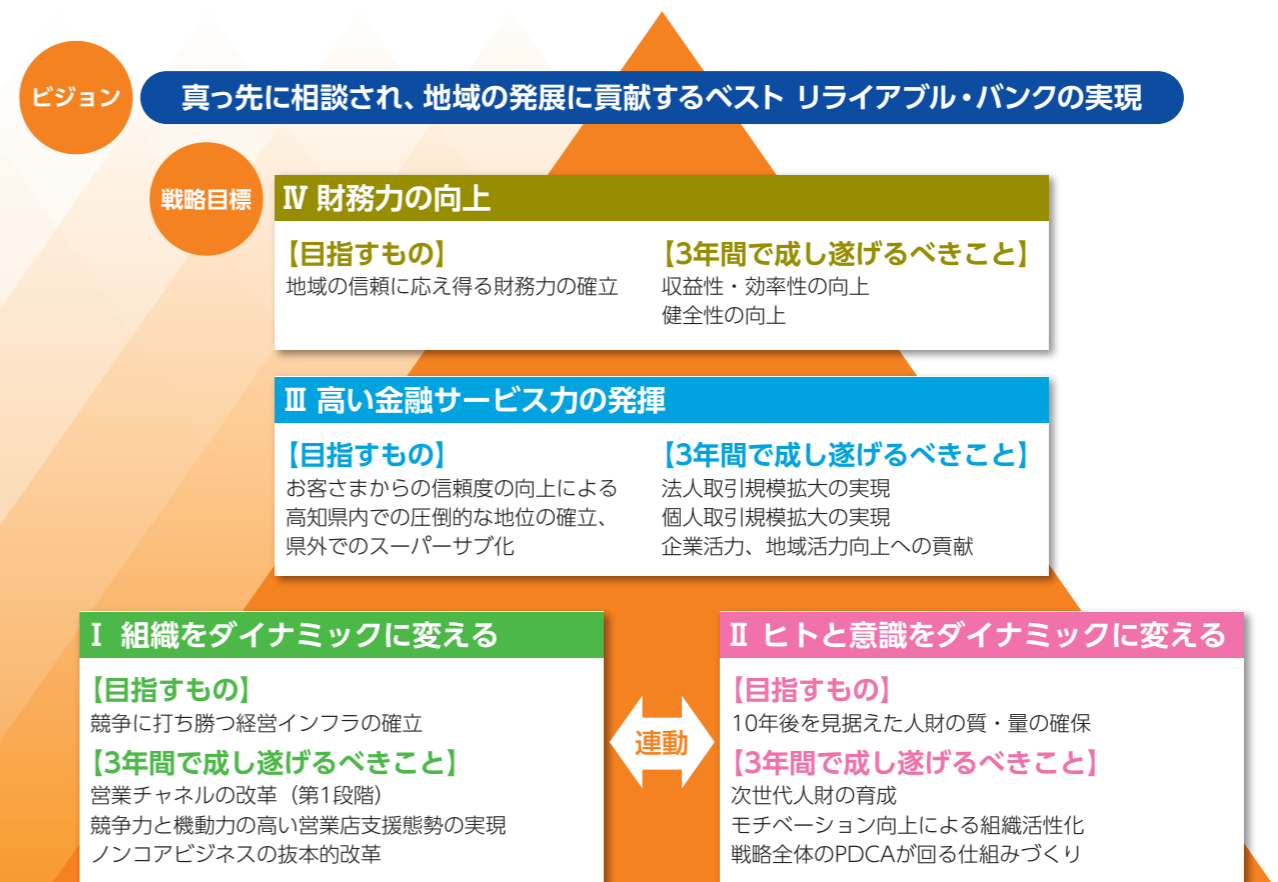 ビジョン
真っ先に相談され、地域の発展に貢献するベスト リライアブル・バンクの実現
戦略目標
Ⅳ 財務力の向上
【目指すもの】
地域の信頼に応え得る財務力の確立
【3年間で成し遂げるべきこと】
収益性・効率性の向上
健全性の向上
Ⅲ 高い金融サービス力の発揮
【目指すもの】
お客さまからの信頼度の向上による
高知県内での圧倒的な地位の確立、
県外でのスーパーサブ化
【3年間で成し遂げるべきこと】
法人取引規模拡大の実現
個人取引規模拡大の実現
企業活力、地域活力向上への貢献
Ⅰ 組織をダイナミックに変える
【目指すもの】
競争に打ち勝つ経営インフラの確立
【3年間で成し遂げるべきこと】
営業チャネルの改革（第1段階）
競争力と機動力の高い営業店支援態勢の実現
ノンコアビジネスの抜本的改革
連動
Ⅱ ヒトと意識をダイナミックに変える
【目指すもの】
10年後を見据えた人財の質・量の確保
【3年間で成し遂げるべきこと】
次世代人財の育成
モチベーション向上による組織活性化
戦略全体のPDCAが回る仕組みづくり